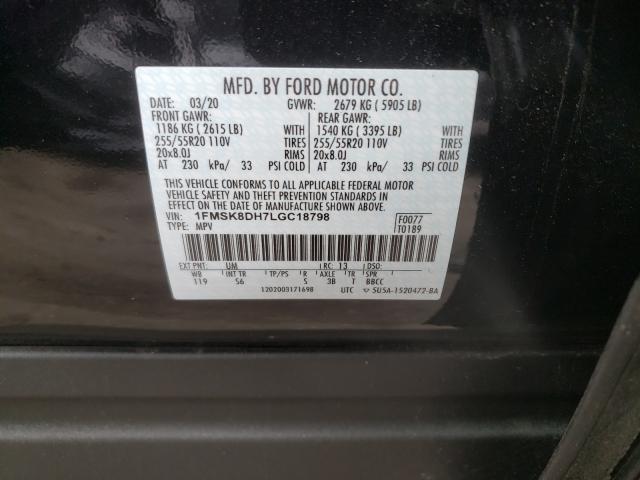 MFD. BY FORD MOTOR CO.
DATE: 03/20 GVWR: 2679 KG ( 5905 LB)
FRONT GAWR: REAR GAWR:
1186 KG ( 2615 LB) WITH 1540 KG ( 3395 LB) WITH
255/55R20 110V TIRES 255/55R20 110V TIRES
20x8.0J RIMS 20x8.0J RIMS
AT 230 kPa/ 33 PSI COLD AT 230 kPa/ 33 PSI COLD
THIS VEHICLE CONFORMS TO ALL APPLICABLE FEDERAL MOTOR
VEHICLE SAFETY AND THEFT PREVENTION STANDARDS IN
EFFECT ON THE DATE OF MANUFACTURE SHOWN ABOVE.
VIN: 1FMSK8DH7LGC18798 F0077
TYPE: MPV T0189
EXT PNT: UM RC: 13 DSO:
WB INT TR TP/PS R AXLE TR SPR
119 S6 S 3B T BBCC
1202003171698 UTC SU5A-1520472-BA